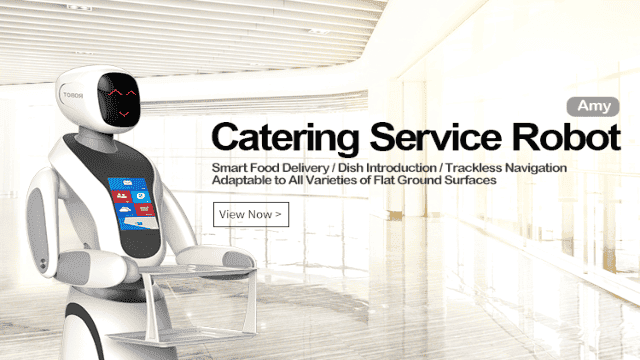 Amy
Catering Service Robot
Smart Food Delivery / Dish Introduction / Trackless Navigation
Adaptable to All Varieties of Flat Ground Surfaces
View Now >